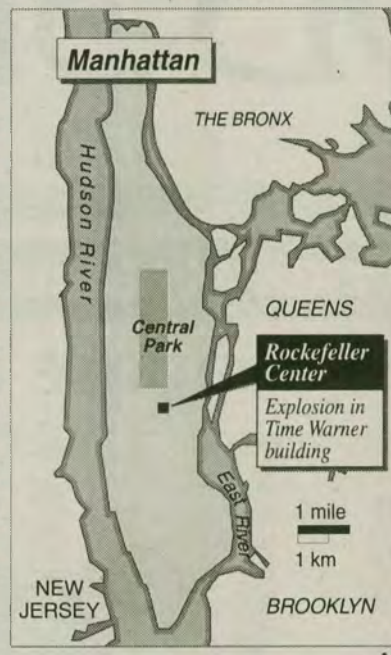 Manhattan
THE BRONX
Hudson River
QUEENS
Central
Park
Rockefeller
Center
Explosion in
Time Warner
building
East River
1 mile
1 km
NEW
JERSEY
BROOKLYN